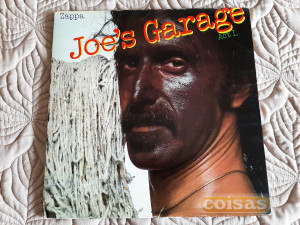 Zappa
Joe's Garage
Act I.
coisas